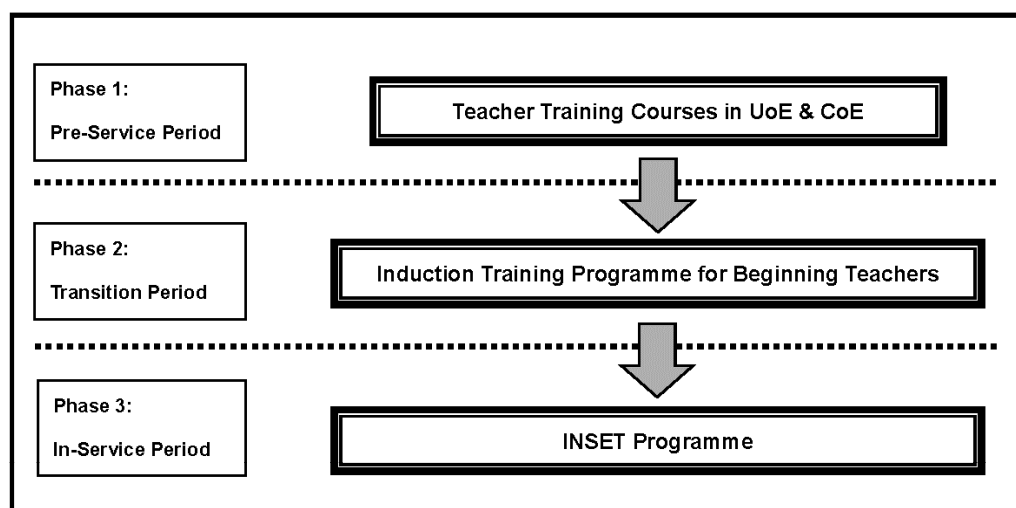 Phase 1:
Pre-Service Period
Teacher Training Courses in UoE & CoE
Phase 2:
Transition Period
Induction Training Programme for Beginning Teachers
Phase 3:
In-Service Period
INSET Programme